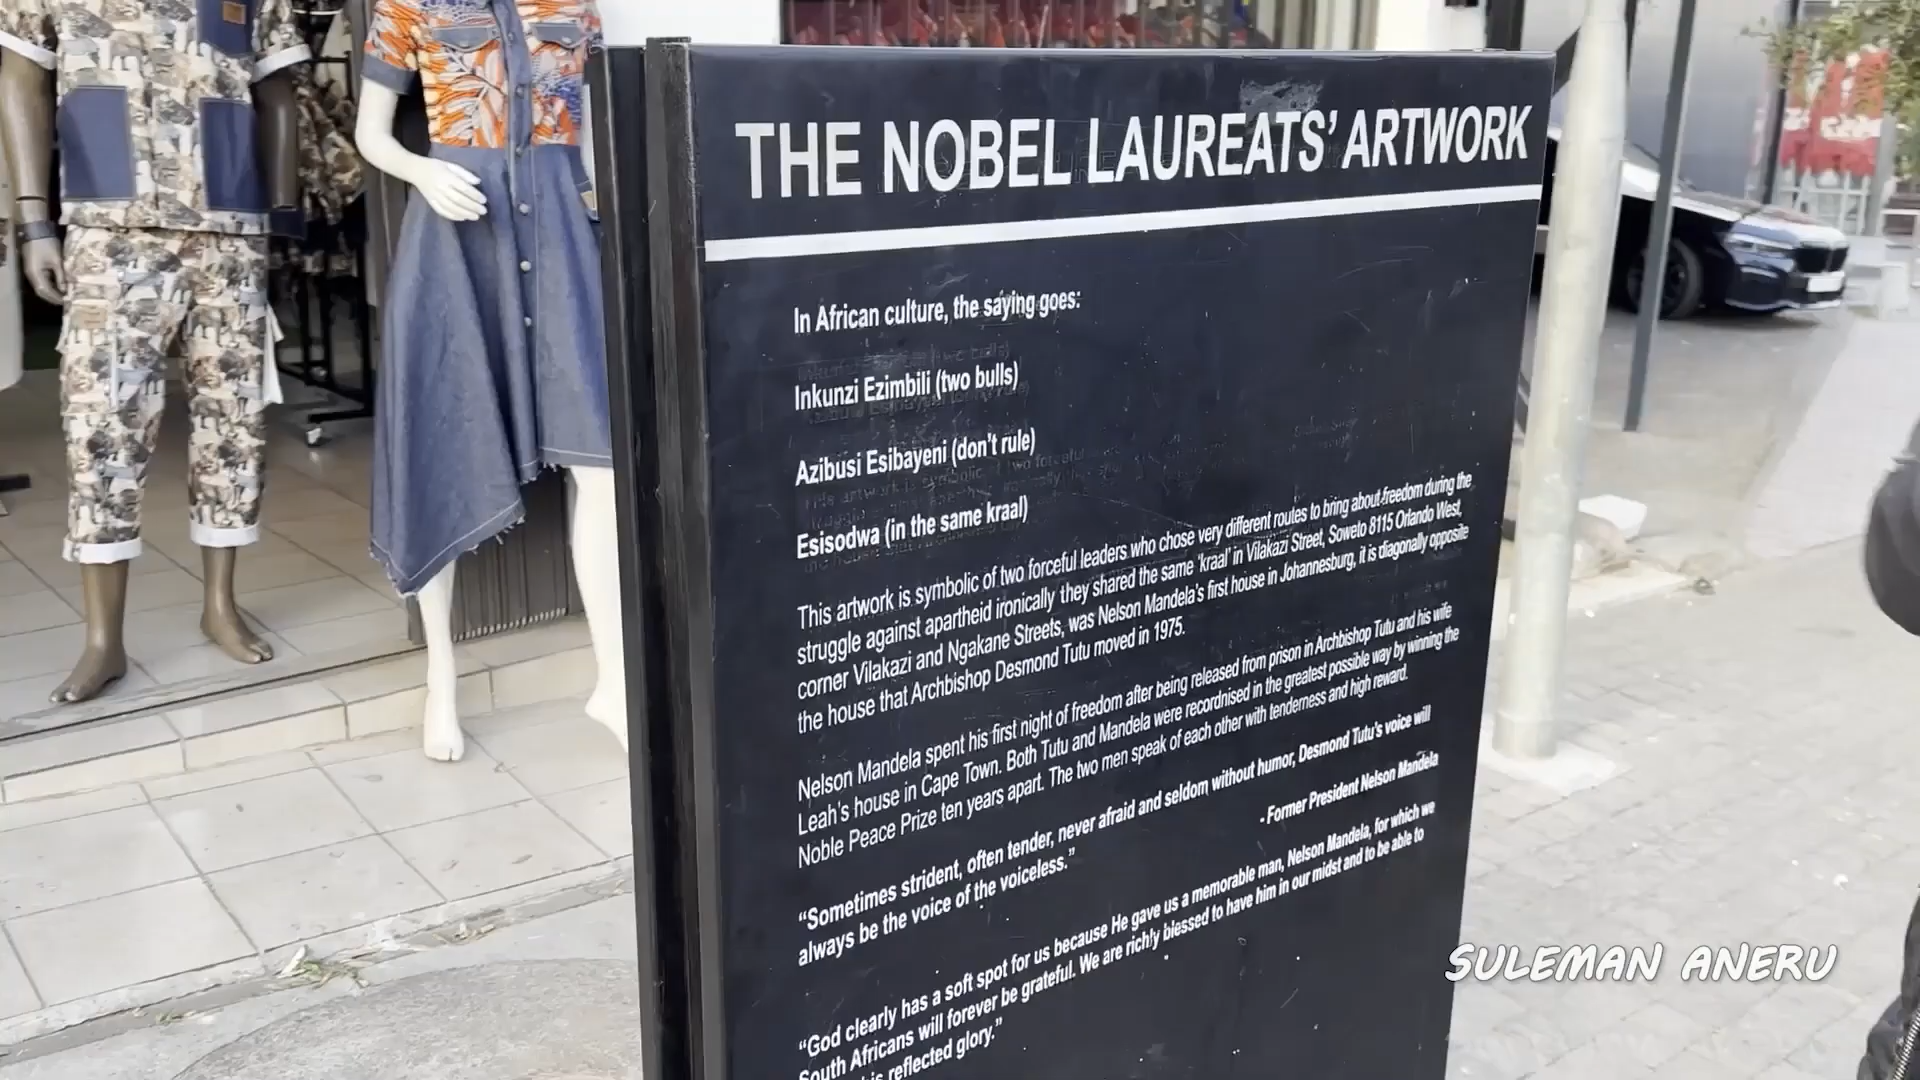 THE NOBEL LAUREATS' ARTWORK
In African culture, the saying goes:
Inkunzi Ezimbili (two bulls)
Azibusi Esibayeni (don't rule)
Esisodwa (in the same kraal)
This artwork is symbolic of two forceful leaders who chose very different routes to bring about freedom during the
struggle against apartheid ironically they shared the same 'kraal' in Vilakazi Street, Soweto 8115 Orlando West,
corner Vilakazi and Ngakane Streets, was Nelson Mandela's first house in Johannesburg, it is diagonally opposite
the house that Archbishop Desmond Tutu moved in 1975.
Nelson Mandela spent his first night of freedom after being released from prison in Archbishop Tutu and his wife
Leah's house in Cape Town. Both Tutu and Mandela were recordnised in the greatest possible way by winning the
Noble Peace Prize ten years apart. The two men speak of each other with tenderness and high reward.
"Sometimes strident, often tender, never afraid and seldom without humor, Desmond Tutu's voice will
always be the voice of the voiceless."
- Former President Nelson Mandela
"God clearly has a soft spot for us because He gave us a memorable man, Nelson Mandela, for which we
South Africans will forever be grateful. We are richly blessed to have him in our midst and to be able to
his reflected glory."
SULEMAN ANERU